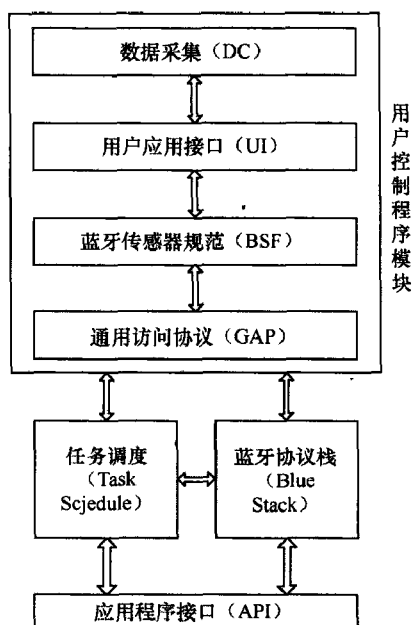 数据采集（DC）
用户应用接口（UI）
蓝牙传感器规范（BSF）
通用访问协议（GAP）
用户控制程序模块
任务调度
（Task
Scjedule）
蓝牙协议栈
（Blue
Stack）
应用程序接口（API）